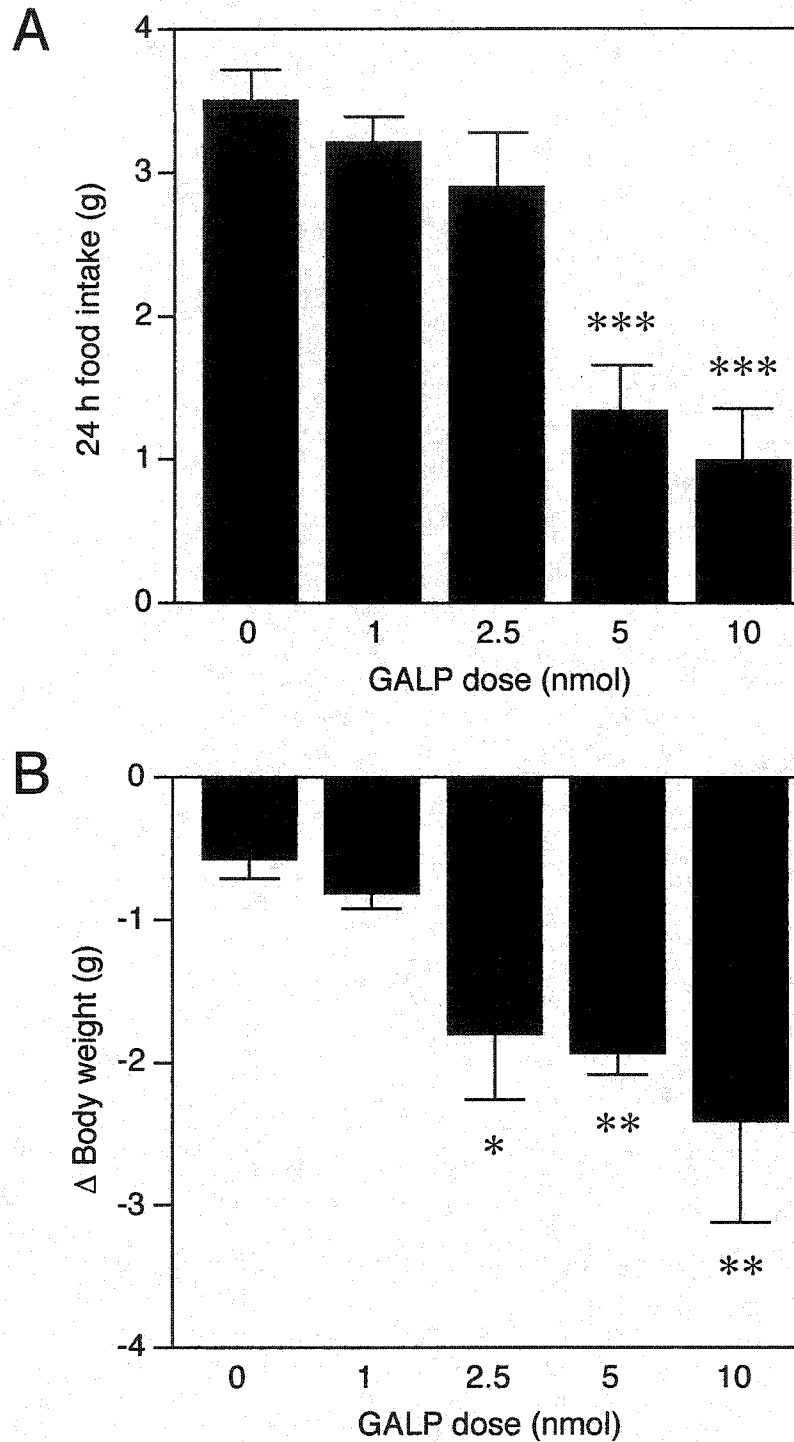 A
4
3
2
1
0
24 h food intake (g)
***
***
0 1 2.5 5 10
GALP dose (nmol)
B
0
-1
-2
-3
-4
Δ Body weight (g)
*
**
**
0 1 2.5 5 10
GALP dose (nmol)